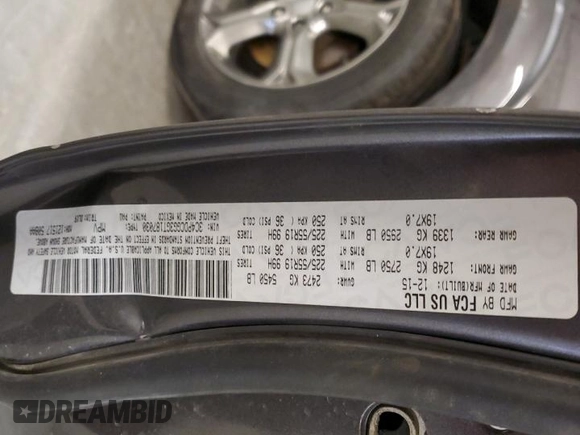 MFD BY FCA US LLC
DATE OF MFR(BUILT): 12-15 GVWR: 2473 KG 5450 LB
GAWR FRONT: 1248 KG 2750 LB
RIMS AT
19X7.0
TIRES
225/55R19 99H
250 KPA ( 36 PSI COLD
GAWR REAR: 1339 KG 2950 LB
RIMS AT
19X7.0
TIRES
225/55R19 99H
250 KPA ( 36 PSI COLD
THIS VEHICLE CONFORMS TO ALL APPLICABLE U.S.A. FEDERAL MOTOR VEHICLE SAFETY AND
THEFT PREVENTION STANDARDS IN EFFECT ON THE DATE OF MANUFACTURE SHOWN ABOVE.
VIN: TYPE: MPV MDH:
VEHICLE MADE IN MEXICO PAINT: TRIM:
DREAMBID